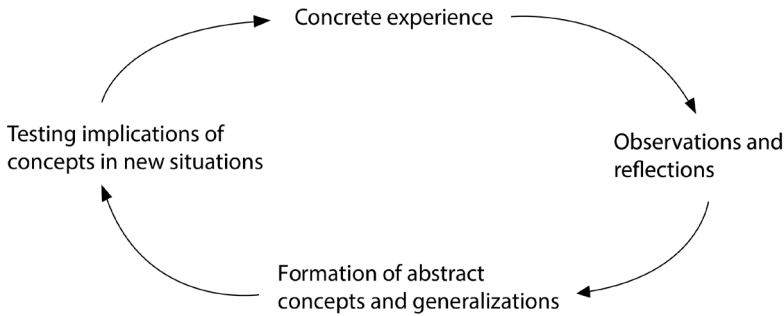 Concrete experience
Observations and
reflections
Formation of abstract
concepts and generalizations
Testing implications of
concepts in new situations